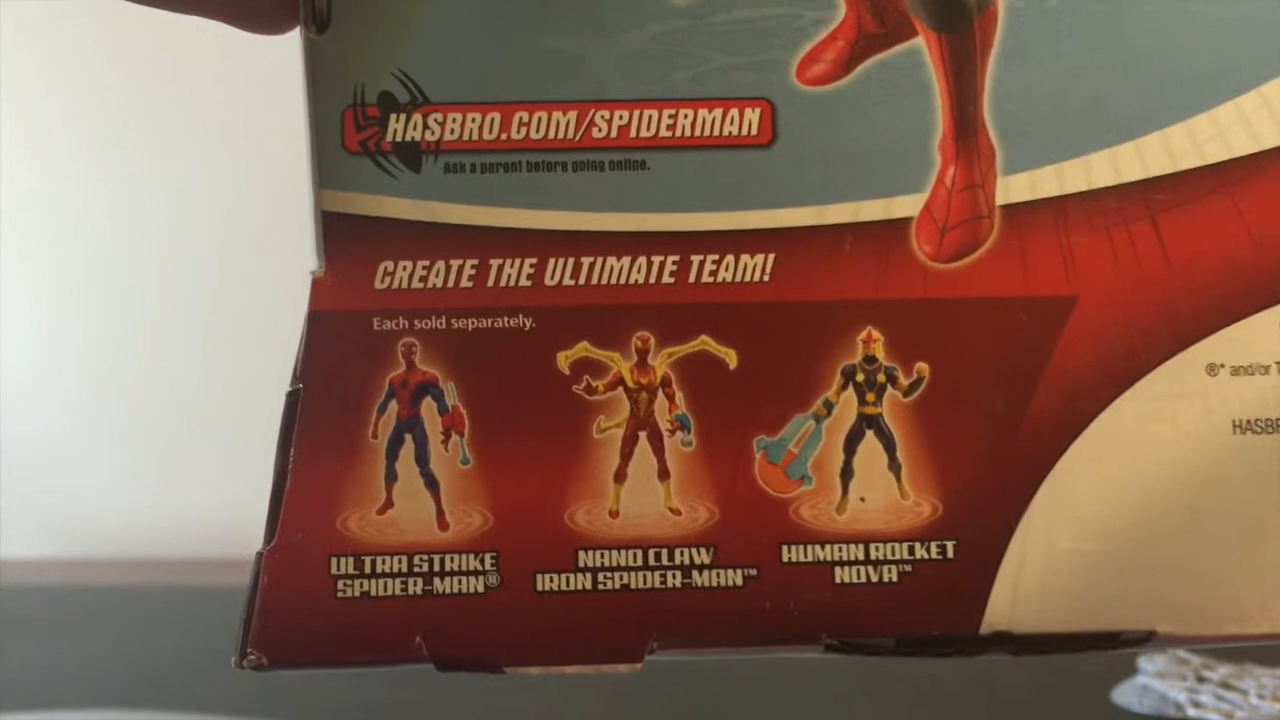 HASBRO.COM/SPIDERMAN
Ask a parent before going online.
CREATE THE ULTIMATE TEAM!
Each sold separately.
ULTRA STRIKE
SPIDER-MAN®
NANO CLAW
IRON SPIDER-MAN™
HUMAN ROCKET
NOVA™
®* and/or